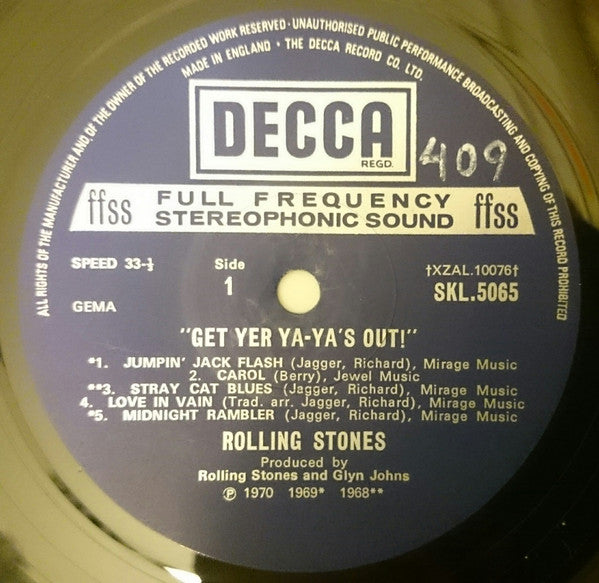 ALL RIGHTS OF THE MANUFACTURER AND OF THE OWNER OF THE RECORDED WORK RESERVED · UNAUTHORISED PUBLIC PERFORMANCE BROADCASTING AND COPYING OF THIS RECORD PROHIBITED
MADE IN ENGLAND · THE DECCA RECORD CO. LTD.
DECCA
REGD.
409
ffss FULL FREQUENCY STEREOPHONIC SOUND ffss
SPEED 33-⅓ Side †XZAL.10076†
1 SKL.5065
GEMA
"GET YER YA-YA'S OUT!"
*1. JUMPIN' JACK FLASH (Jagger, Richard), Mirage Music
2. CAROL (Berry), Jewel Music
**3. STRAY CAT BLUES (Jagger, Richard), Mirage Music
4. LOVE IN VAIN (Trad. arr. Jagger, Richard), Mirage Music
*5. MIDNIGHT RAMBLER (Jagger, Richard), Mirage Music
ROLLING STONES
Produced by
Rolling Stones and Glyn Johns
℗ 1970 1969* 1968**